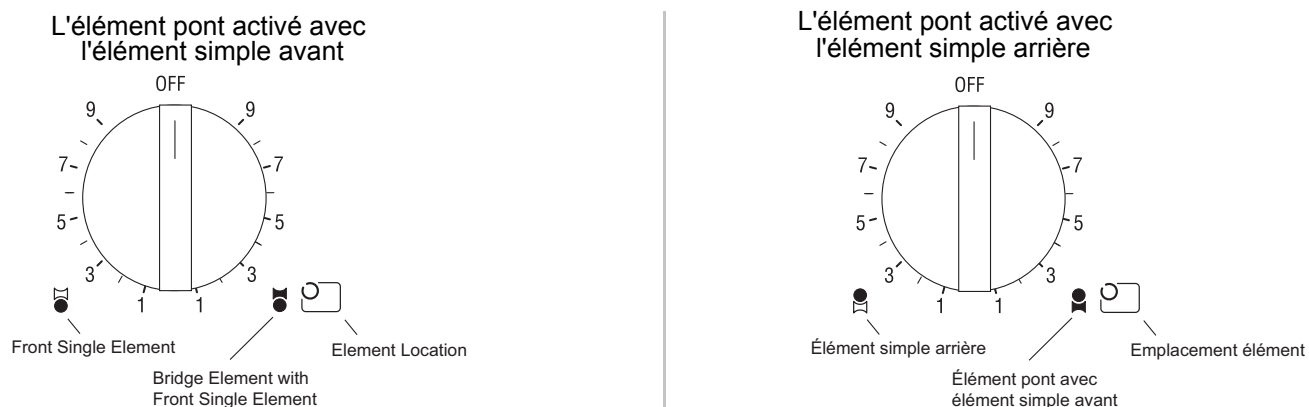 L'élément pont activé avec
l'élément simple avant
OFF
9
9
7
7
5
5
3
3
1
1
Front Single Element
Element Location
Bridge Element with
Front Single Element
L'élément pont activé avec
l'élément simple arrière
OFF
9
9
7
7
5
5
3
3
1
1
Élément simple arrière
Emplacement élément
Élément pont avec
élément simple avant